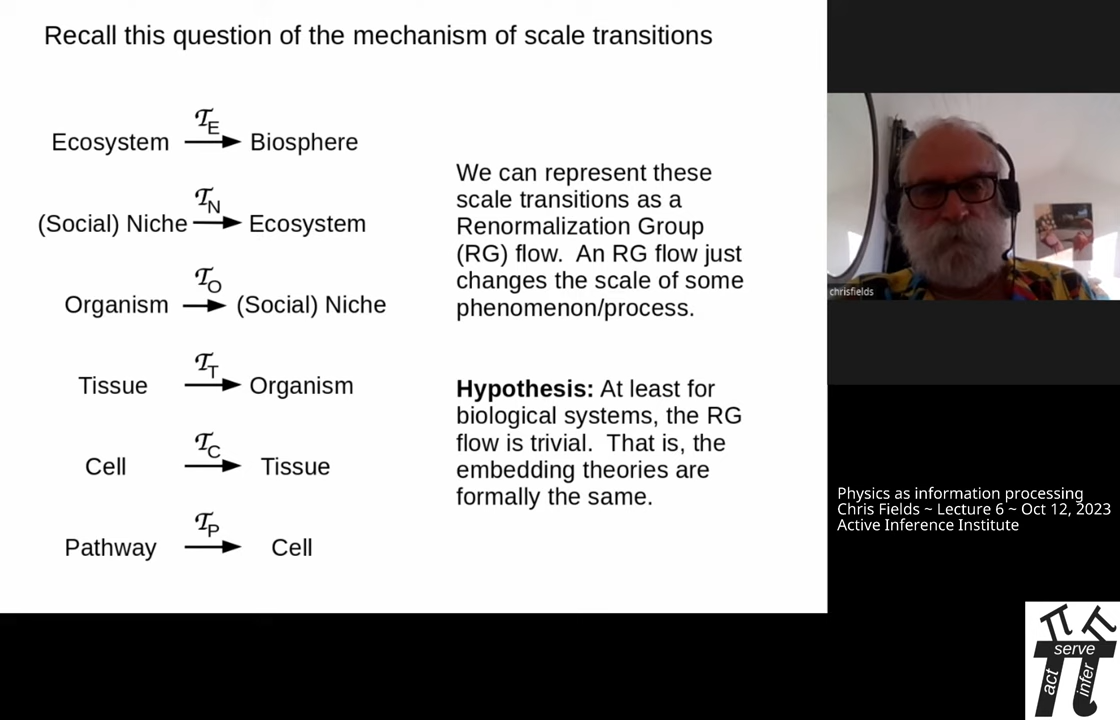 Recall this question of the mechanism of scale transitions
𝒯E
Ecosystem → Biosphere
𝒯N
(Social) Niche → Ecosystem
𝒯O
Organism → (Social) Niche
𝒯T
Tissue → Organism
𝒯C
Cell → Tissue
𝒯P
Pathway → Cell
We can represent these
scale transitions as a
Renormalization Group
(RG) flow. An RG flow just
changes the scale of some
phenomenon/process.
Hypothesis: At least for
biological systems, the RG
flow is trivial. That is, the
embedding theories are
formally the same.
chrisfields
Physics as information processing
Chris Fields ~ Lecture 6 ~ Oct 12, 2023
Active Inference Institute
serve
act
infer